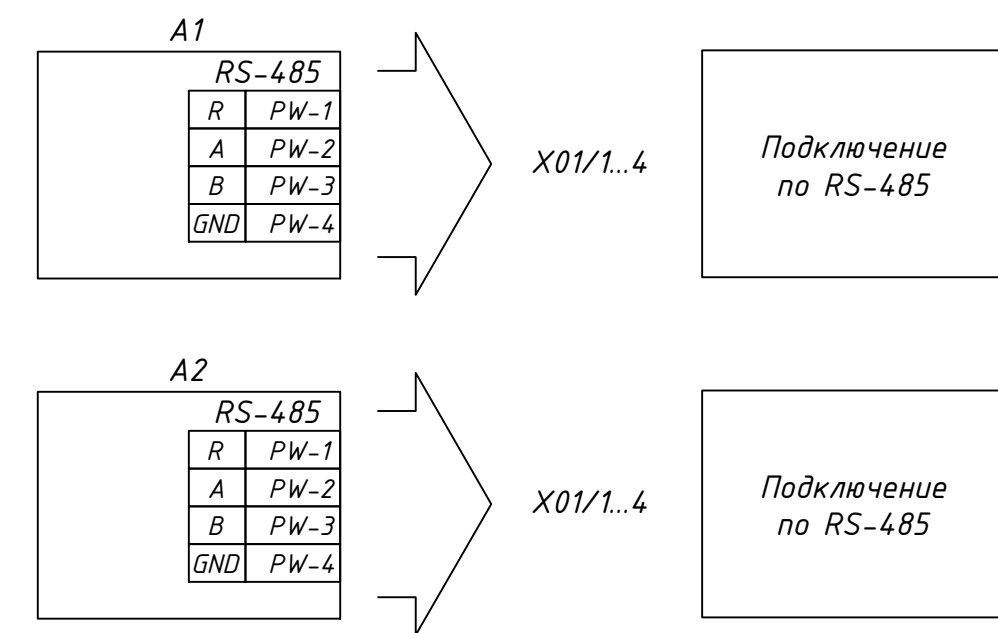 A1
RS-485
R PW-1
A PW-2
B PW-3
GND PW-4
X01/1...4
Подключение
по RS-485
A2
RS-485
R PW-1
A PW-2
B PW-3
GND PW-4
X01/1...4
Подключение
по RS-485